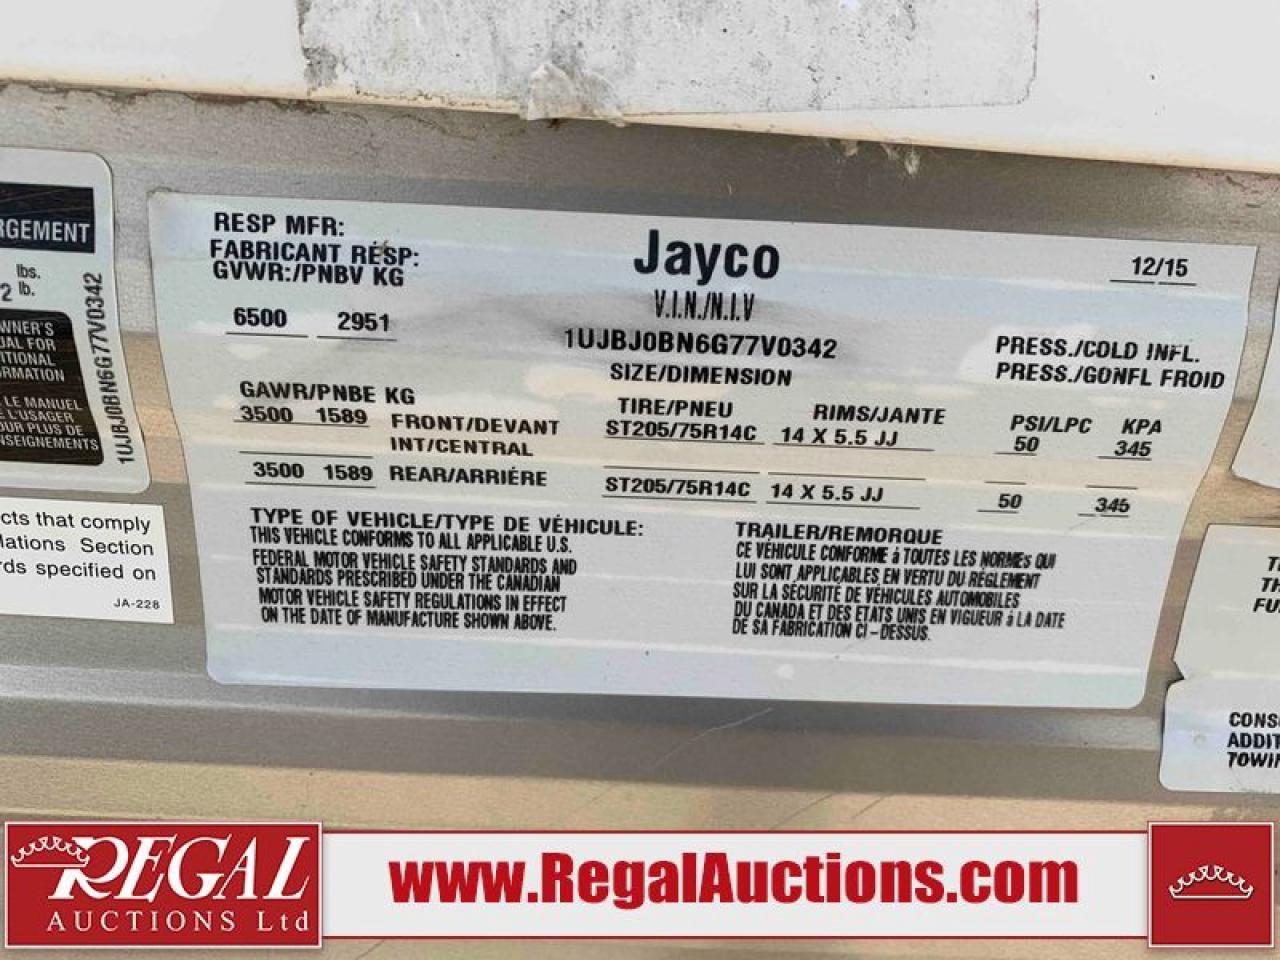 RGEMENT
lbs.
2 lb.
WNER'S
UAL FOR
ITIONAL
RMATION
LE MANUEL
E L'USAGER
OUR PLUS DE
NSEIGNEMENTS
1UJBJ0BN6G77V0342
cts that comply
lations Section
rds specified on
JA-228
RESP MFR:
FABRICANT RESP:
GVWR:/PNBV KG
6500 2951
Jayco
V.I.N./N.I.V
1UJBJ0BN6G77V0342
12/15
SIZE/DIMENSION
PRESS./COLD INFL.
PRESS./GONFL FROID
GAWR/PNBE KG
TIRE/PNEU RIMS/JANTE PSI/LPC KPA
3500 1589 FRONT/DEVANT ST205/75R14C 14 X 5.5 JJ 50 345
INT/CENTRAL
3500 1589 REAR/ARRIÉRE ST205/75R14C 14 X 5.5 JJ 50 345
TYPE OF VEHICLE/TYPE DE VÉHICULE: TRAILER/REMORQUE
THIS VEHICLE CONFORMS TO ALL APPLICABLE U.S.
FEDERAL MOTOR VEHICLE SAFETY STANDARDS AND
STANDARDS PRESCRIBED UNDER THE CANADIAN
MOTOR VEHICLE SAFETY REGULATIONS IN EFFECT
ON THE DATE OF MANUFACTURE SHOWN ABOVE.
CE VÉHICULE CONFORME à TOUTES LES NORMEs QUI
LUI SONT APPLICABLES EN VERTU DU RÉGLEMENT
SUR LA SÉCURITÉ DE VÉHICULES AUTOMOBILES
DU CANADA ET DES ETATS UNIS EN VIGUEUR à LA DATE
DE SA FABRICATION CI-DESSUS.
T
TH
FU
CONS
ADDIT
TOWIN
REGAL
AUCTIONS Ltd
www.RegalAuctions.com